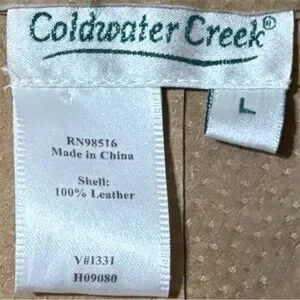 Coldwater Creek®
L
RN98516
Made in China
Shell:
100% Leather
V#1331
H09080